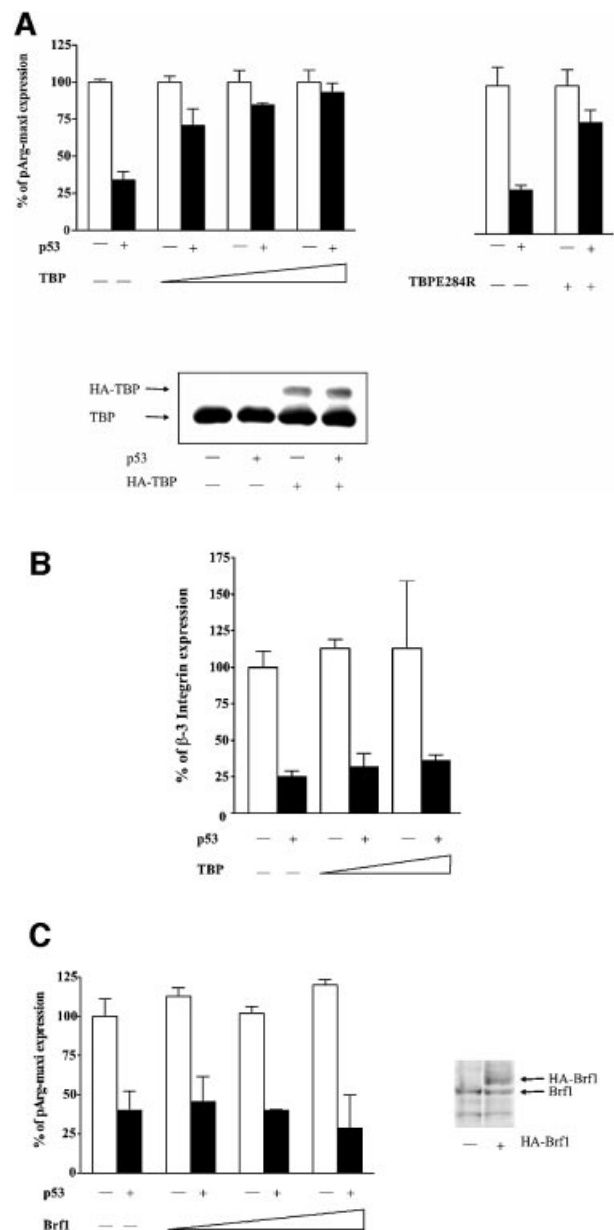 A
% of pArg-maxi expression
125
100
75
50
25
0
p53 — + — + — + — +
TBP — —
— + — +
TBPE284R — — + +
HA-TBP
TBP
p53 — + — +
HA-TBP — — + +
B
% of β-3 Integrin expression
175
150
125
100
75
50
25
0
p53 — + — + — +
TBP — —
C
% of pArg-maxi expression
125
100
75
50
25
0
p53 — + — + — + — +
Brf1 — —
HA-Brf1
Brf1
— + HA-Brf1